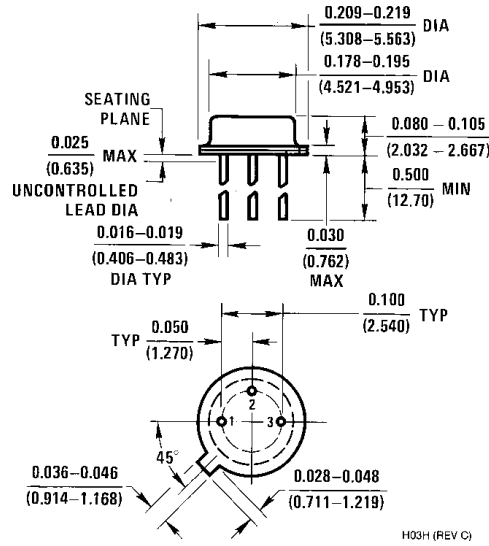 0.209–0.219
(5.308–5.563)
DIA
0.178–0.195
(4.521–4.953)
DIA
SEATING
PLANE
0.025
(0.635)
MAX
0.080 – 0.105
(2.032 – 2.667)
UNCONTROLLED
LEAD DIA
0.500
(12.70)
MIN
0.016–0.019
(0.406–0.483)
DIA TYP
0.030
(0.762)
MAX
0.100
(2.540)
TYP
TYP
0.050
(1.270)
2
1
3
45°
0.036–0.046
(0.914–1.168)
0.028–0.048
(0.711–1.219)
H03H (REV C)